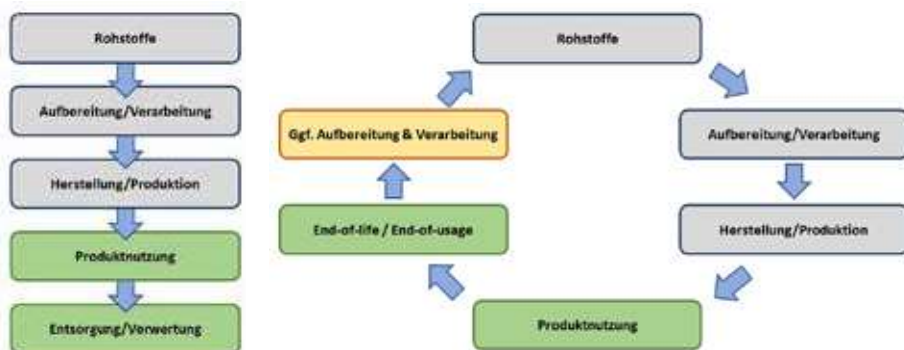 Rohstoffe
Aufbereitung/Verarbeitung
Herstellung/Produktion
Produktnutzung
Entsorgung/Verwertung
Rohstoffe
Aufbereitung/Verarbeitung
Herstellung/Produktion
Produktnutzung
End-of-life / End-of-usage
Ggf. Aufbereitung & Verarbeitung